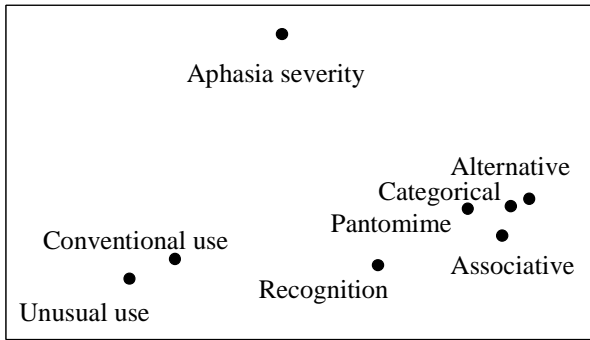 Aphasia severity
Alternative
Categorical
Pantomime
Conventional use
Associative
Recognition
Unusual use